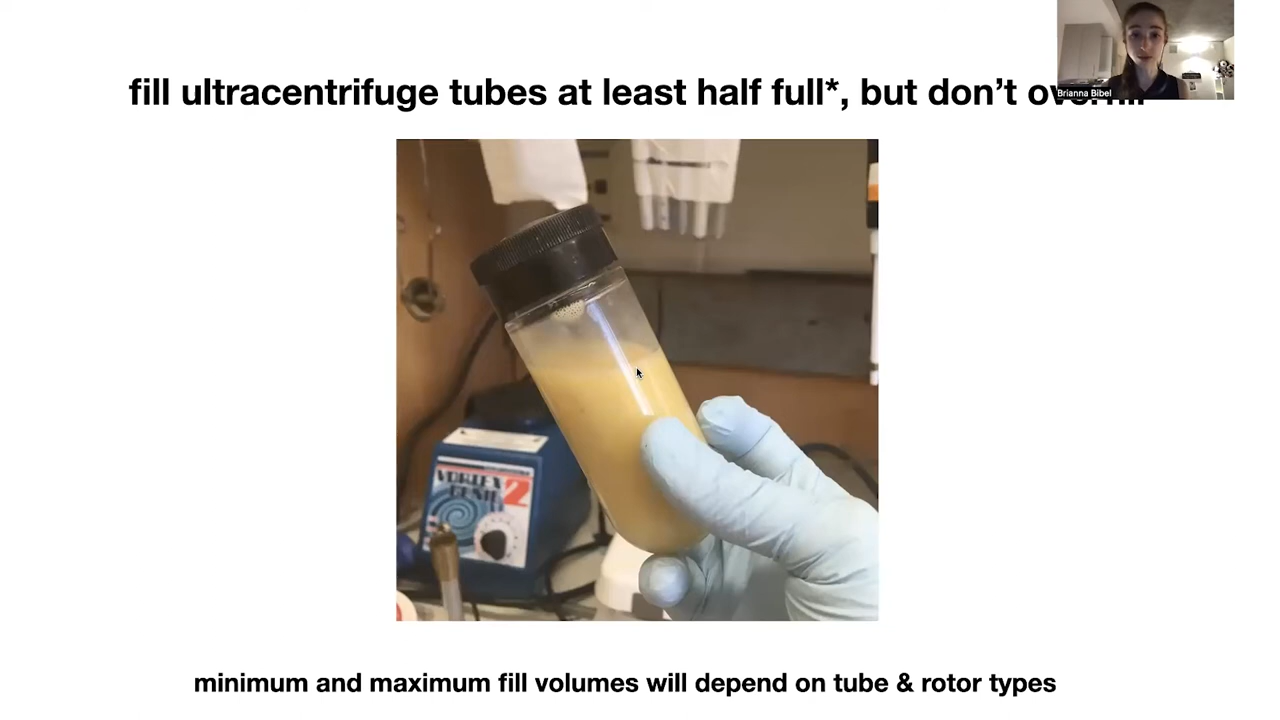 fill ultracentrifuge tubes at least half full*, but don't overfill
Brianna Bibel
VORTEX
GENIE 2
minimum and maximum fill volumes will depend on tube & rotor types